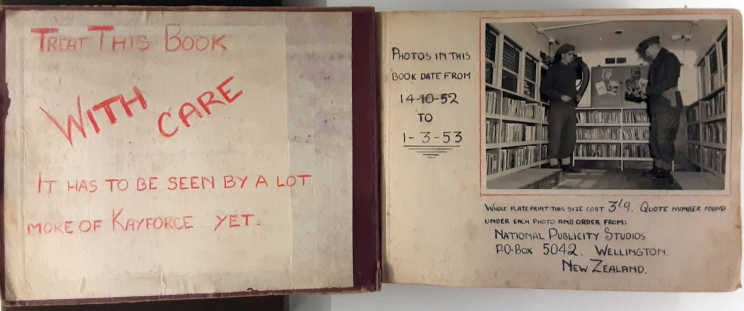 TREAT THIS BOOK
WITH
CARE
IT HAS TO BE SEEN BY A LOT
MORE OF KAYFORCE YET.
PHOTOS IN THIS
BOOK DATE FROM
14-10-52
TO
1-3-53
WHOLE PLATE PRINT THIS SIZE COST 3/9. QUOTE NUMBER FOUND
UNDER EACH PHOTO AND ORDER FROM:
NATIONAL PUBLICITY STUDIOS
P.O-BOX 5042. WELLINGTON.
NEW ZEALAND.